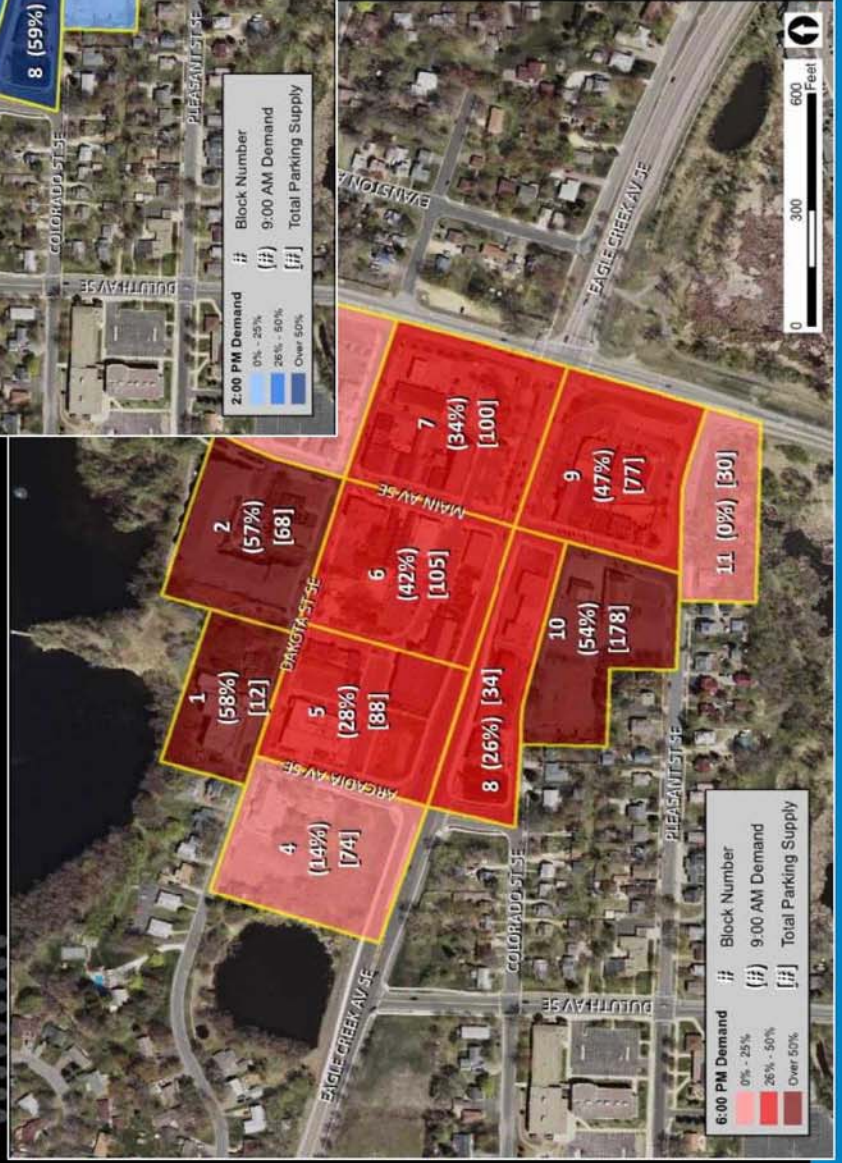 8 (59%)
COLORADO ST SE
PLEASANT ST SE
DULUTH AV SE
2:00 PM Demand
0% - 25%
26% - 50%
Over 50%
# Block Number
(#) 9:00 AM Demand
[#] Total Parking Supply
1
(58%)
[12]
2
(57%)
[68]
DAKOTA ST SE
4
(14%)
[74]
ARCADIA AV SE
5
(28%)
[88]
6
(42%)
[105]
MAIN AV SE
7
(34%)
[100]
8 (26%) [34]
9
(47%)
[77]
10
(54%)
[178]
11 (0%) [30]
EAGLE CREEK AV SE
EAGLE CREEK AV SE
COLORADO ST SE
PLEASANT ST SE
DULUTH AV SE
6:00 PM Demand
0% - 25%
26% - 50%
Over 50%
# Block Number
(#) 9:00 AM Demand
[#] Total Parking Supply
0 300 600
Feet